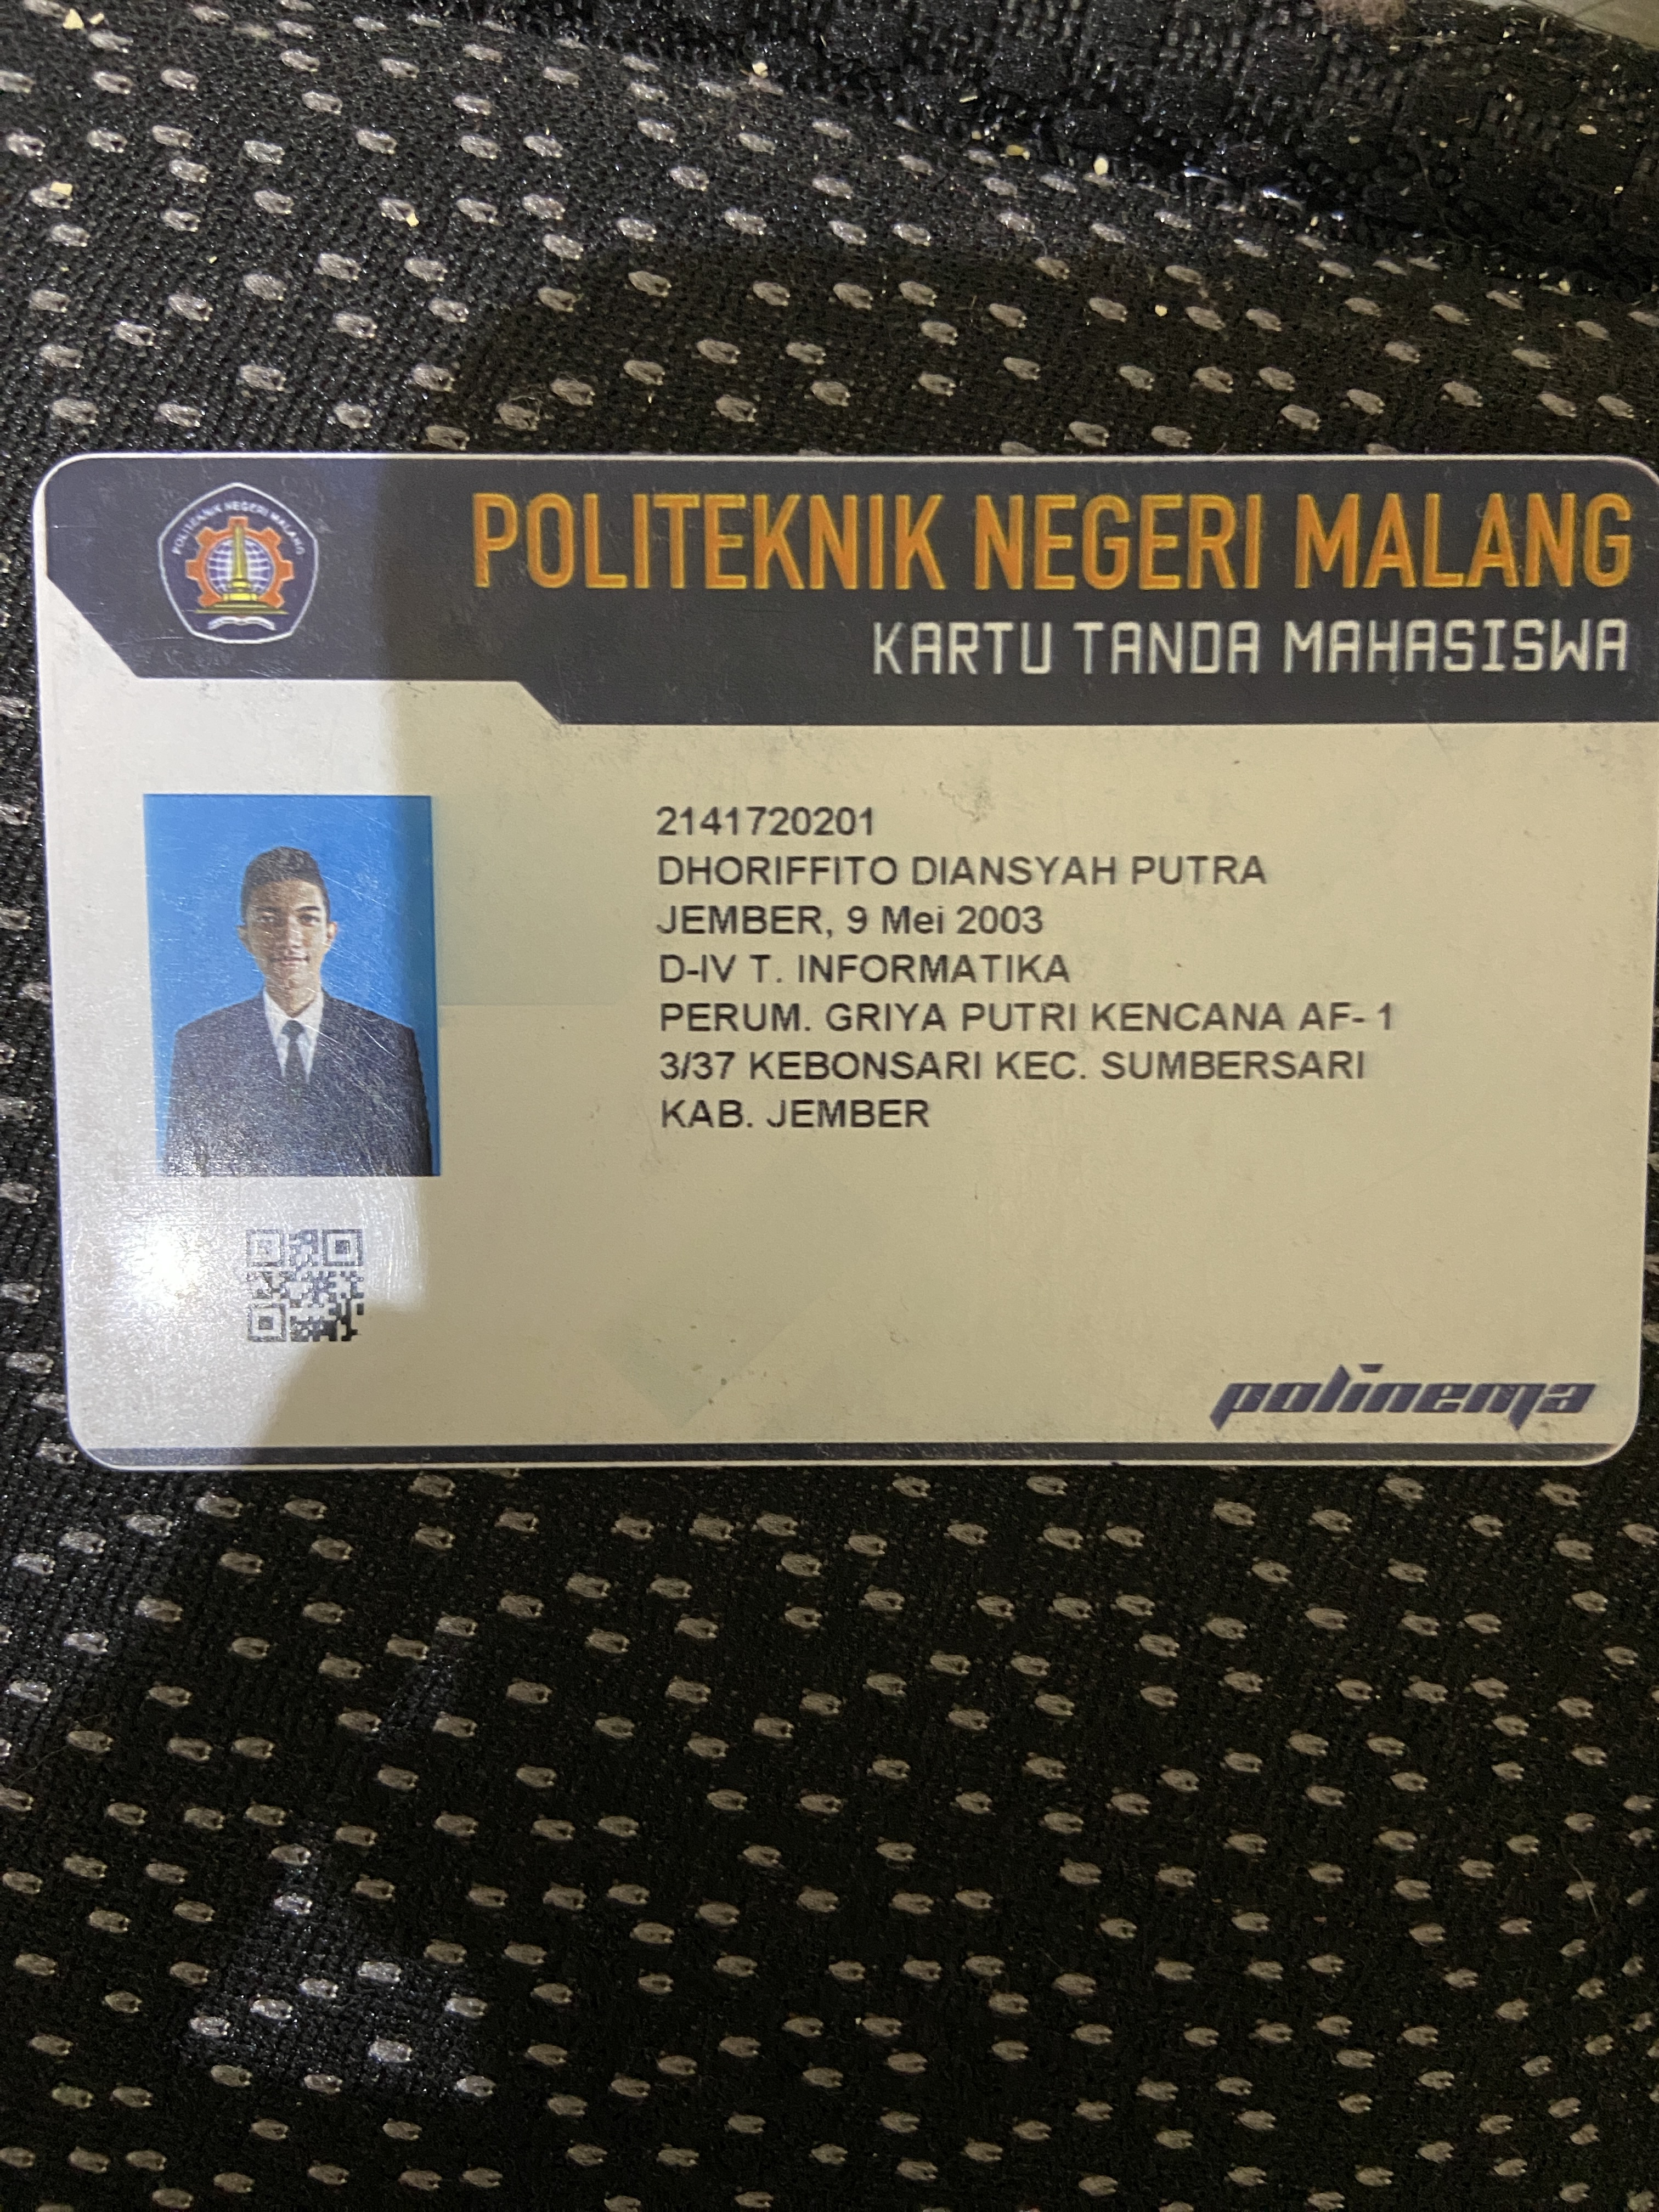 POLITEKNIK NEGERI MALANG
POLITEKNIK NEGERI MALANG
KARTU TANDA MAHASISWA
2141720201
DHORIFFITO DIANSYAH PUTRA
JEMBER, 9 Mei 2003
D-IV T. INFORMATIKA
PERUM. GRIYA PUTRI KENCANA AF- 1
3/37 KEBONSARI KEC. SUMBERSARI
KAB. JEMBER
polinema